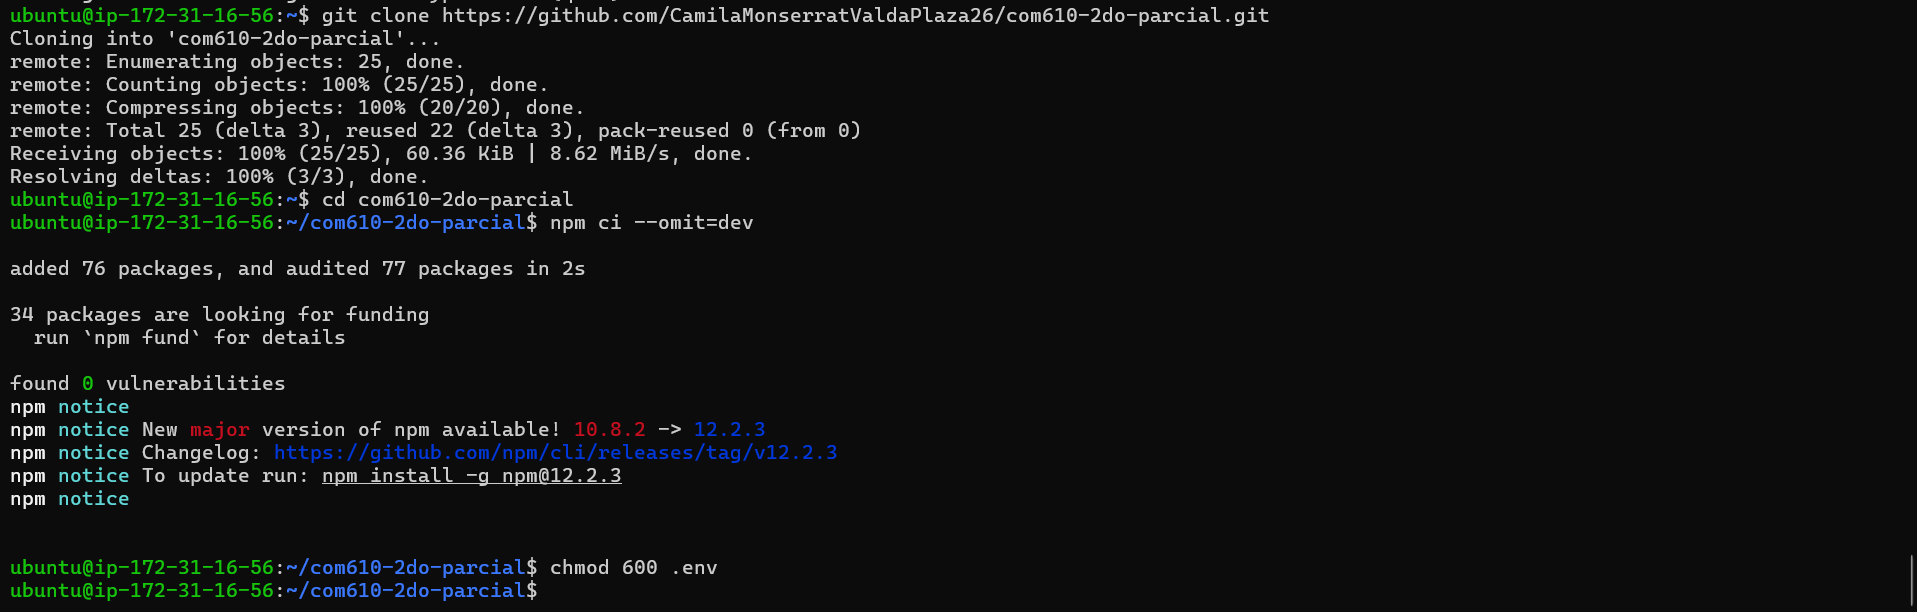 ubuntu@ip-172-31-16-56:~$ git clone https://github.com/CamilaMonserratValdaPlaza26/com610-2do-parcial.git
Cloning into 'com610-2do-parcial'...
remote: Enumerating objects: 25, done.
remote: Counting objects: 100% (25/25), done.
remote: Compressing objects: 100% (20/20), done.
remote: Total 25 (delta 3), reused 22 (delta 3), pack-reused 0 (from 0)
Receiving objects: 100% (25/25), 60.36 KiB | 8.62 MiB/s, done.
Resolving deltas: 100% (3/3), done.
ubuntu@ip-172-31-16-56:~$ cd com610-2do-parcial
ubuntu@ip-172-31-16-56:~/com610-2do-parcial$ npm ci --omit=dev
added 76 packages, and audited 77 packages in 2s
34 packages are looking for funding
  run `npm fund` for details
found 0 vulnerabilities
npm notice
npm notice New major version of npm available! 10.8.2 -> 12.2.3
npm notice Changelog: https://github.com/npm/cli/releases/tag/v12.2.3
npm notice To update run: npm install -g npm@12.2.3
npm notice
ubuntu@ip-172-31-16-56:~/com610-2do-parcial$ chmod 600 .env
ubuntu@ip-172-31-16-56:~/com610-2do-parcial$